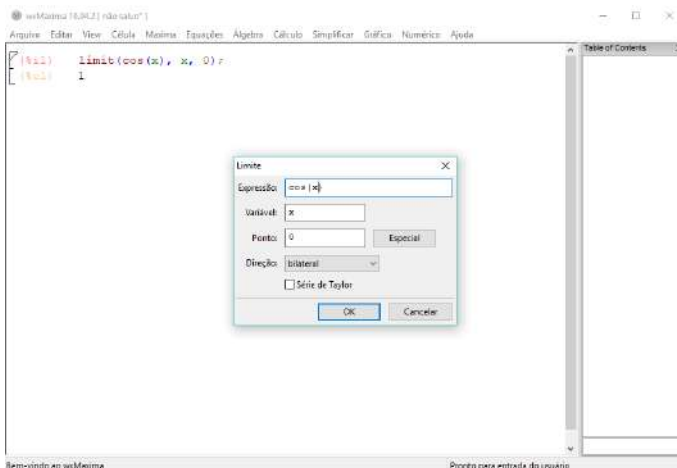 wxMaxima 18.04.2 [ não salvo* ]
Arquivo Editar View Célula Maxima Equações Álgebra Cálculo Simplificar Gráfico Numérico Ajuda
Table of Contents
(%i1) limit(cos(x), x, 0);
(%o1) 1
Limite
Expressão: cos(x)
Variável: x
Ponto: 0 Especial
Direção: bilateral
Série de Taylor
OK Cancelar
Bem-vindo ao wxMaxima Pronto para entrada do usuário